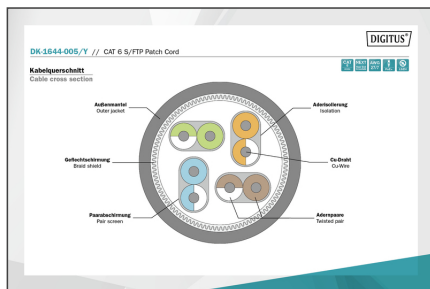 DIGITUS®
DK-1644-005/Y // CAT 6 S/FTP Patch Cord
Kabelquerschnitt
Cable cross section
Außenmantel
Outer jacket
Aderisolierung
Isolation
Geflechtschirmung
Braid shield
Cu-Draht
Cu-Wire
Paarabschirmung
Pair screen
Adernpaare
Twisted pair